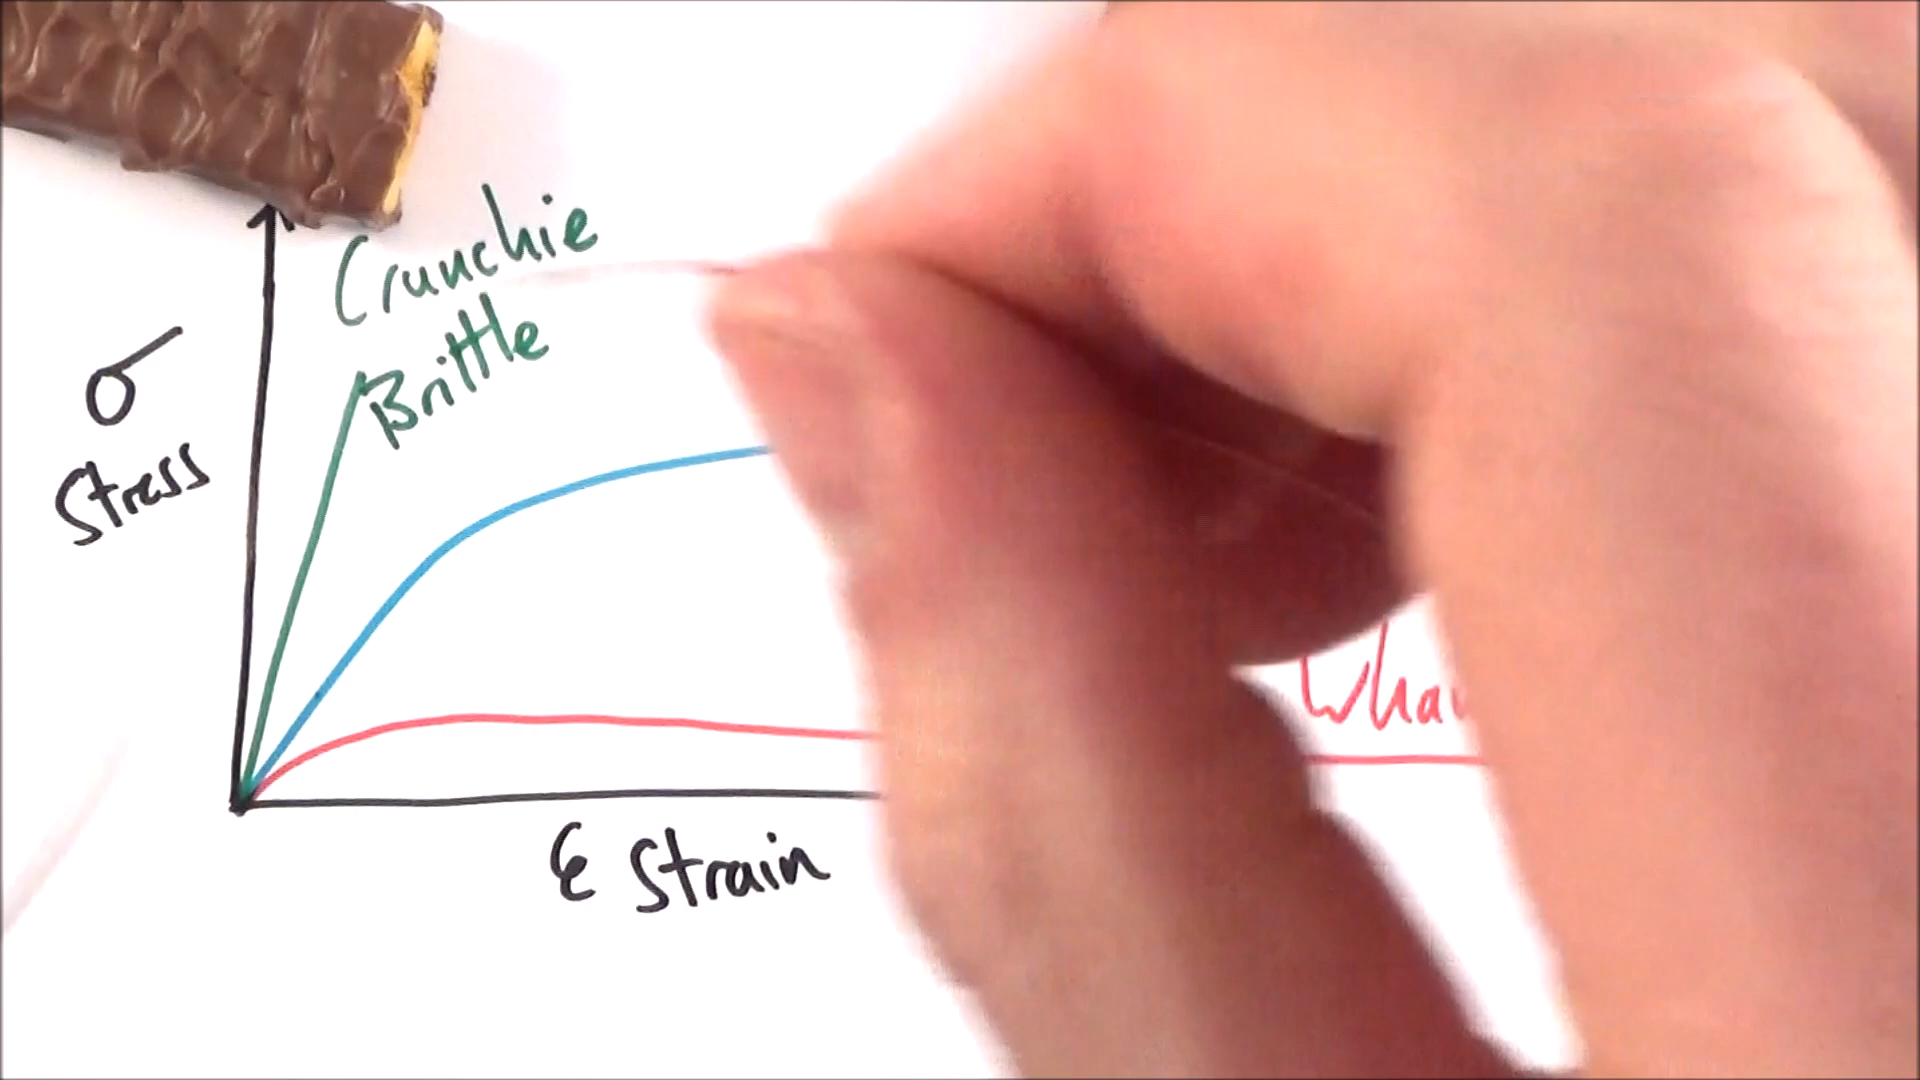 Crunchie
Brittle
σ
Stress
ε Strain